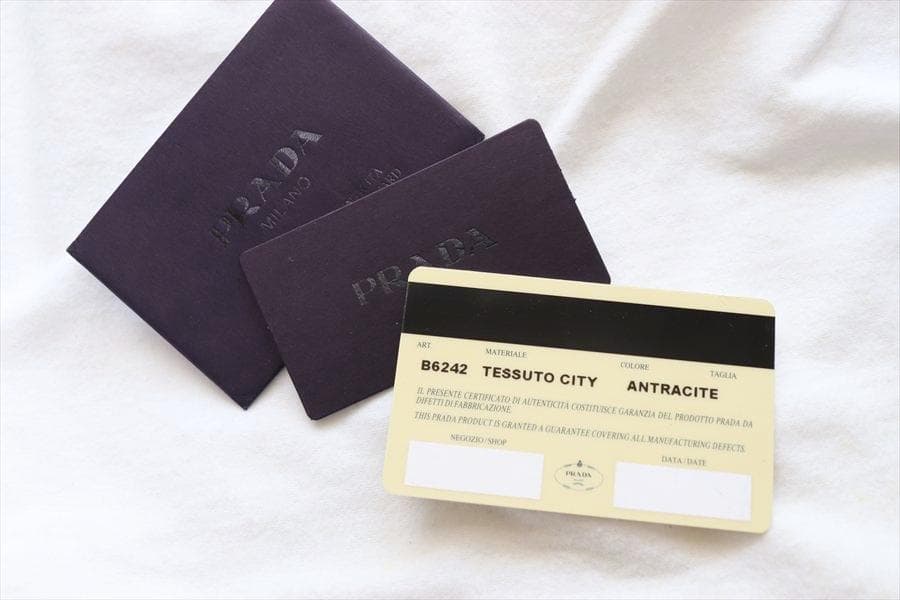 PRADA
MILANO
PRADA
ART.
MATERIALE
COLORE
TAGLIA
B6242 TESSUTO CITY ANTRACITE
IL PRESENTE CERTIFICATO DI AUTENTICITÀ COSTITUISCE GARANZIA DEL PRODOTTO PRADA DA
DIFETTI DI FABBRICAZIONE.
THIS PRADA PRODUCT IS GRANTED A GUARANTEE COVERING ALL MANUFACTURING DEFECTS.
NEGOZIO/SHOP
DATA/DATE
PRADA